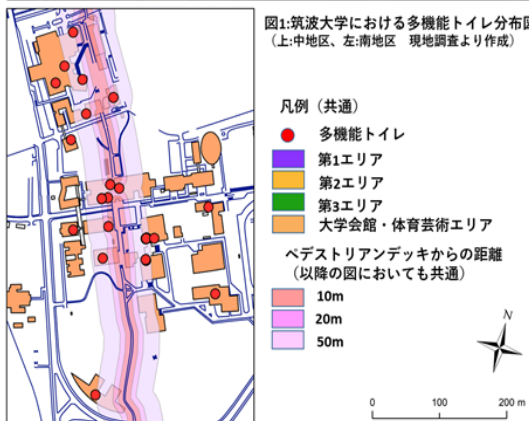 図1:筑波大学における多機能トイレ分布図
(上:中地区、左:南地区 現地調査より作成)
凡例(共通)
多機能トイレ
第1エリア
第2エリア
第3エリア
大学会館・体育芸術エリア
ペデストリアンデッキからの距離
(以降の図においても共通)
10m
20m
50m
N
0 100 200 m